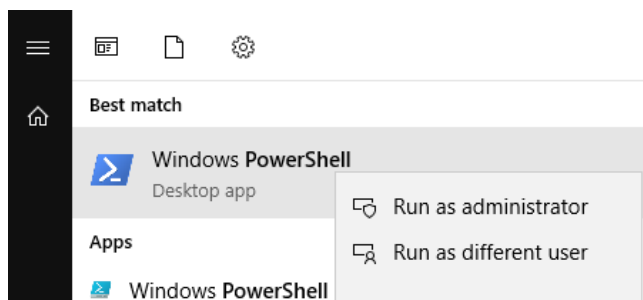 Best match
Windows PowerShell
Desktop app
Run as administrator
Apps
Run as different user
Windows PowerShell